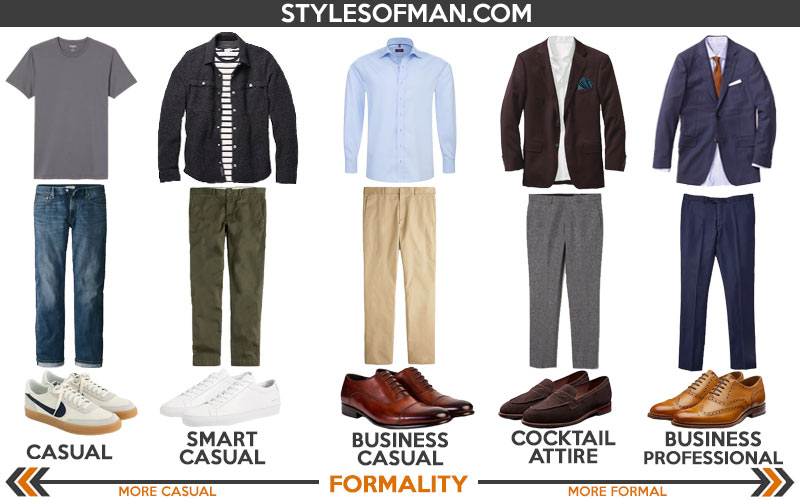 STYLESOFMAN.COM
CASUAL
SMART
CASUAL
BUSINESS
CASUAL
COCKTAIL
ATTIRE
BUSINESS
PROFESSIONAL
MORE CASUAL
FORMALITY
MORE FORMAL